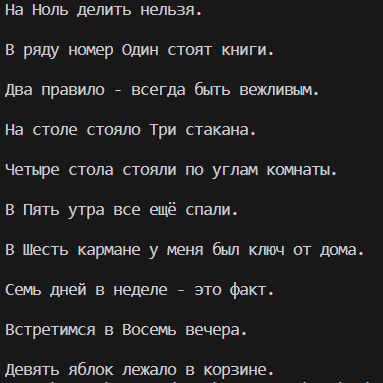 На Ноль делить нельзя.
В ряду номер Один стоят книги.
Два правило - всегда быть вежливым.
На столе стояло Три стакана.
Четыре стола стояли по углам комнаты.
В Пять утра все ещё спали.
В Шесть кармане у меня был ключ от дома.
Семь дней в неделе - это факт.
Встретимся в Восемь вечера.
Девять яблок лежало в корзине.